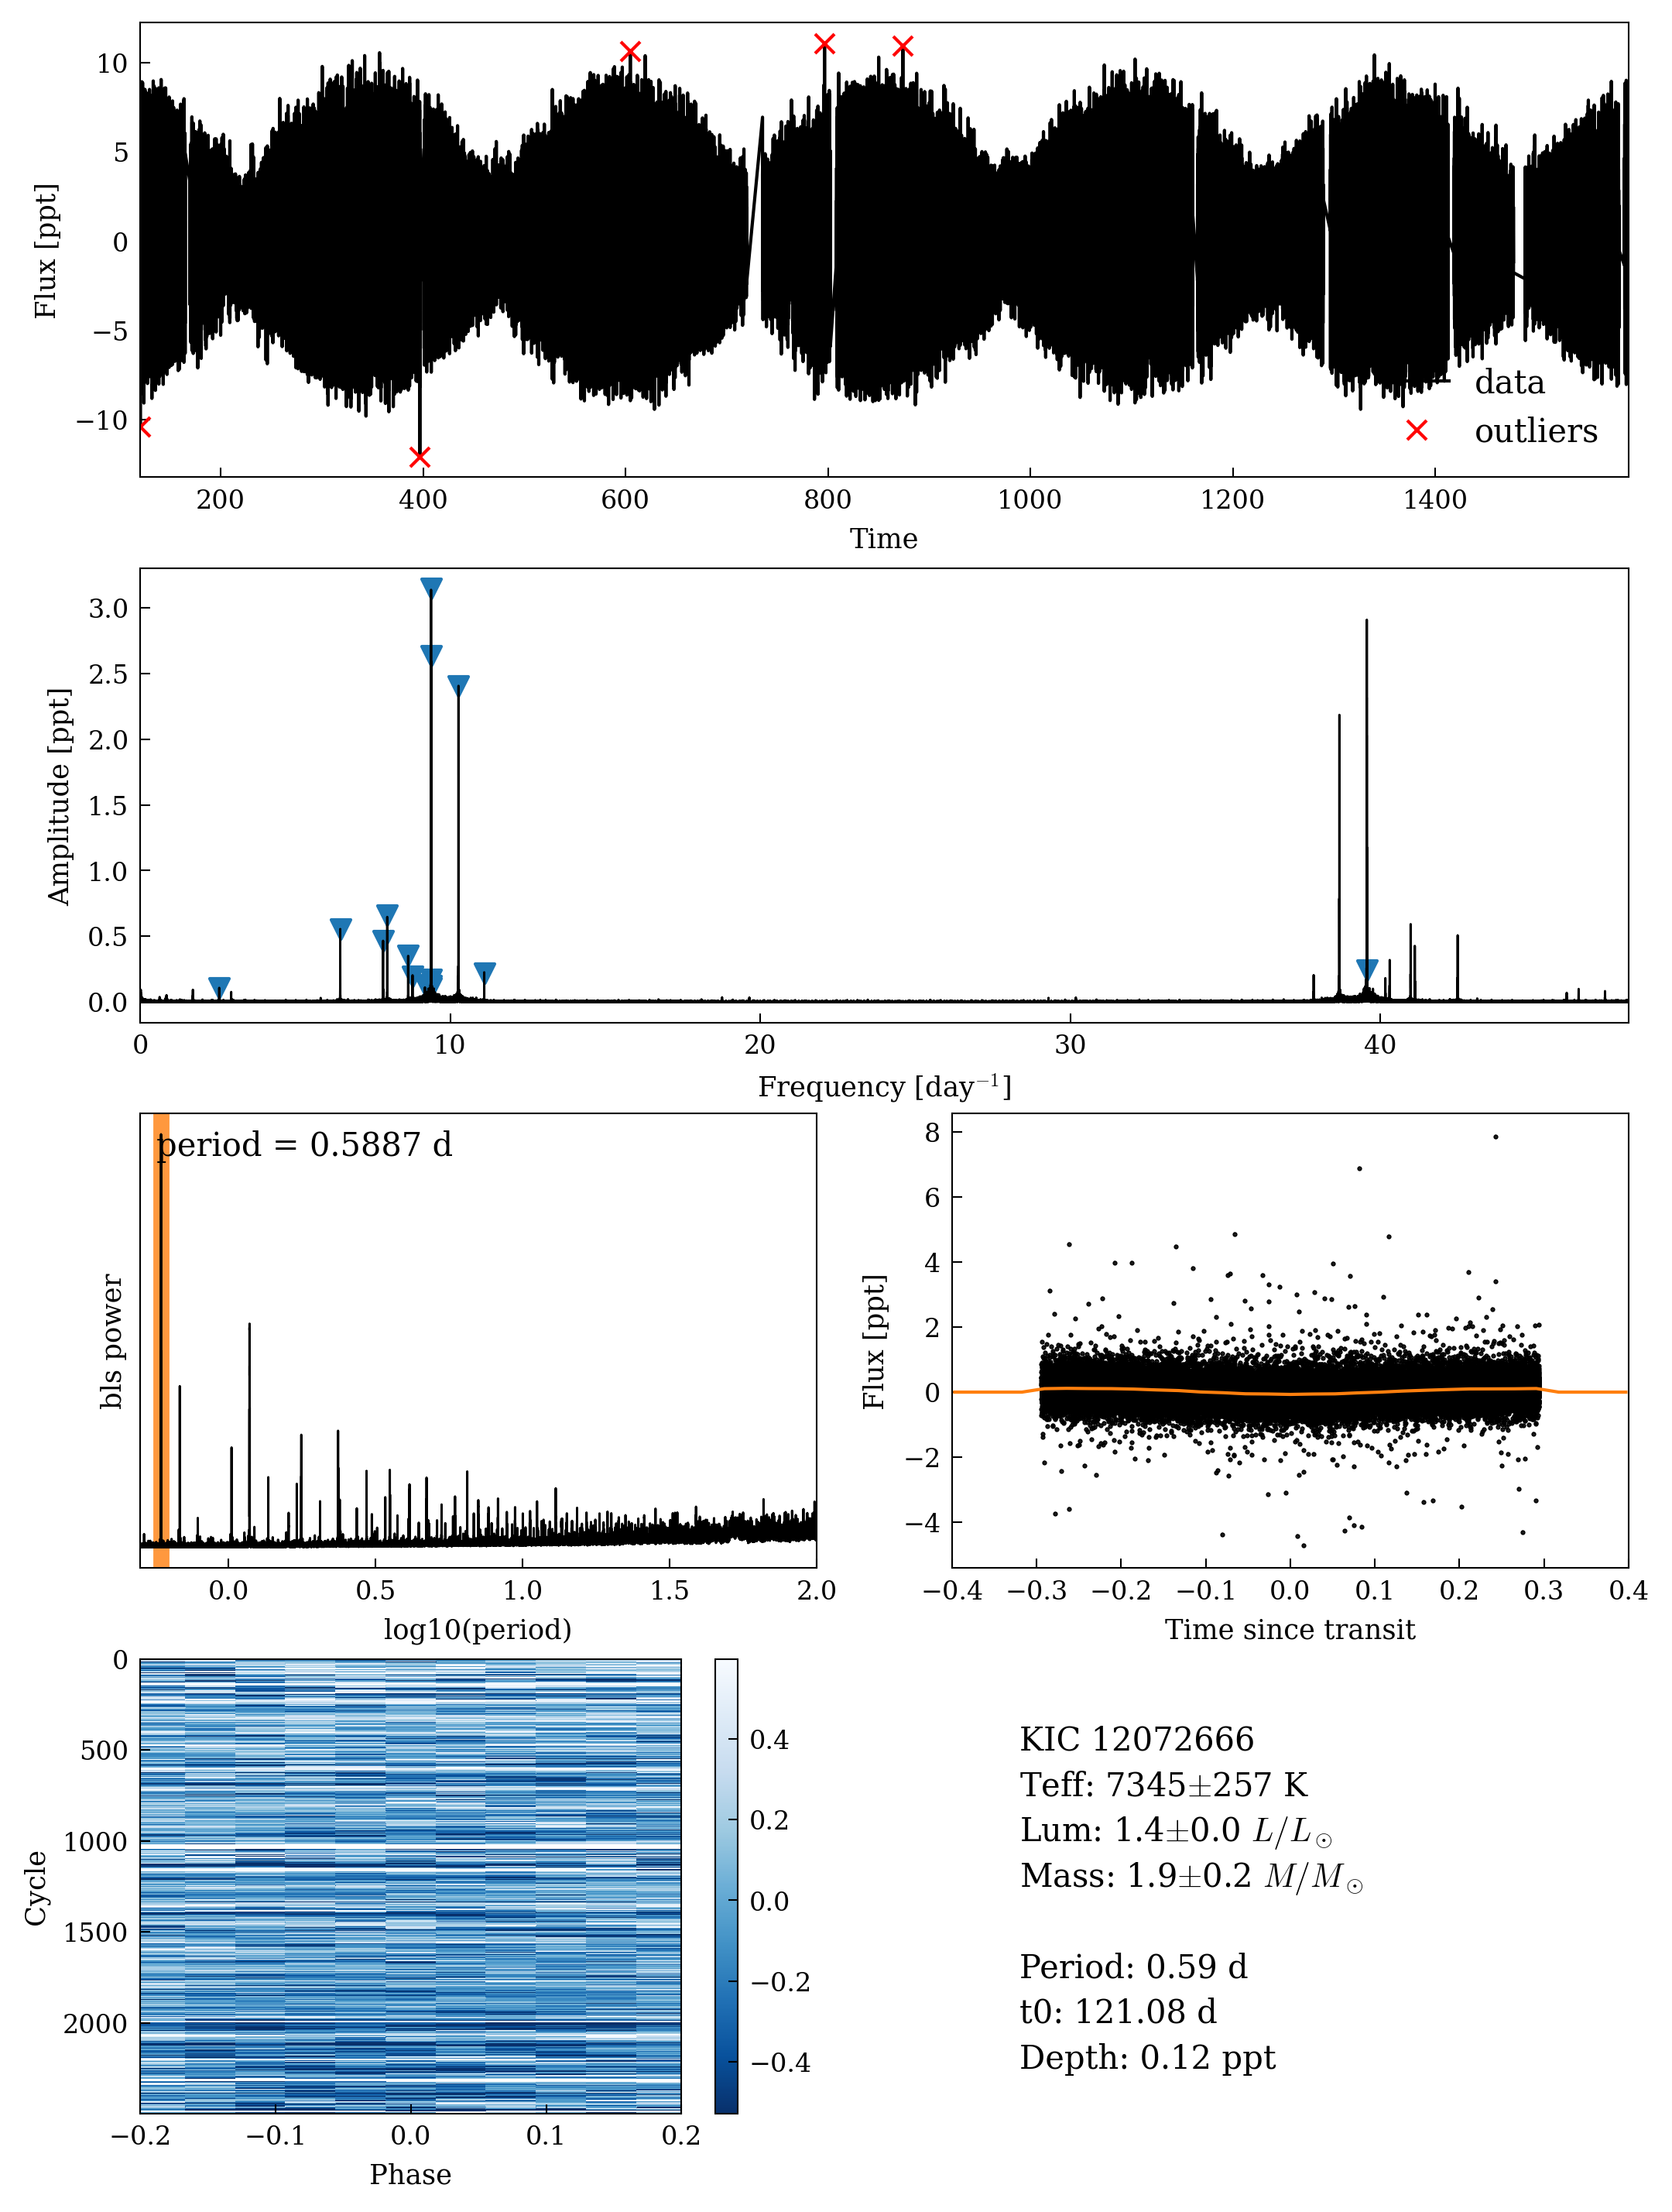 10
5
0
−5
−10
Flux [ppt]
data
outliers
200 400 600 800 1000 1200 1400
Time
3.0
2.5
2.0
1.5
1.0
0.5
0.0
Amplitude [ppt]
0 10 20 30 40
Frequency [day⁻¹]
period = 0.5887 d
bls power
0.0 0.5 1.0 1.5 2.0
log10(period)
8
6
4
2
0
−2
−4
Flux [ppt]
−0.4 −0.3 −0.2 −0.1 0.0 0.1 0.2 0.3 0.4
Time since transit
0
500
1000
1500
2000
Cycle
−0.2 −0.1 0.0 0.1 0.2
Phase
0.4
0.2
0.0
−0.2
−0.4
KIC 12072666
Teff: 7345±257 K
Lum: 1.4±0.0 L/L☉
Mass: 1.9±0.2 M/M☉
Period: 0.59 d
t0: 121.08 d
Depth: 0.12 ppt